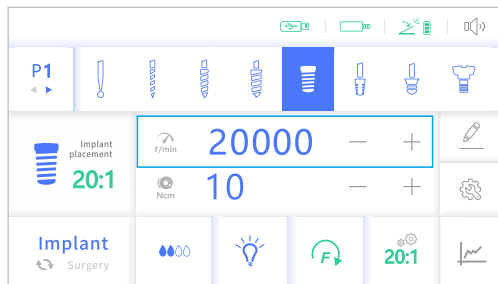 P1
Implant
placement
20:1
r/min
20000
Ncm
10
Implant
Surgery
F
20:1